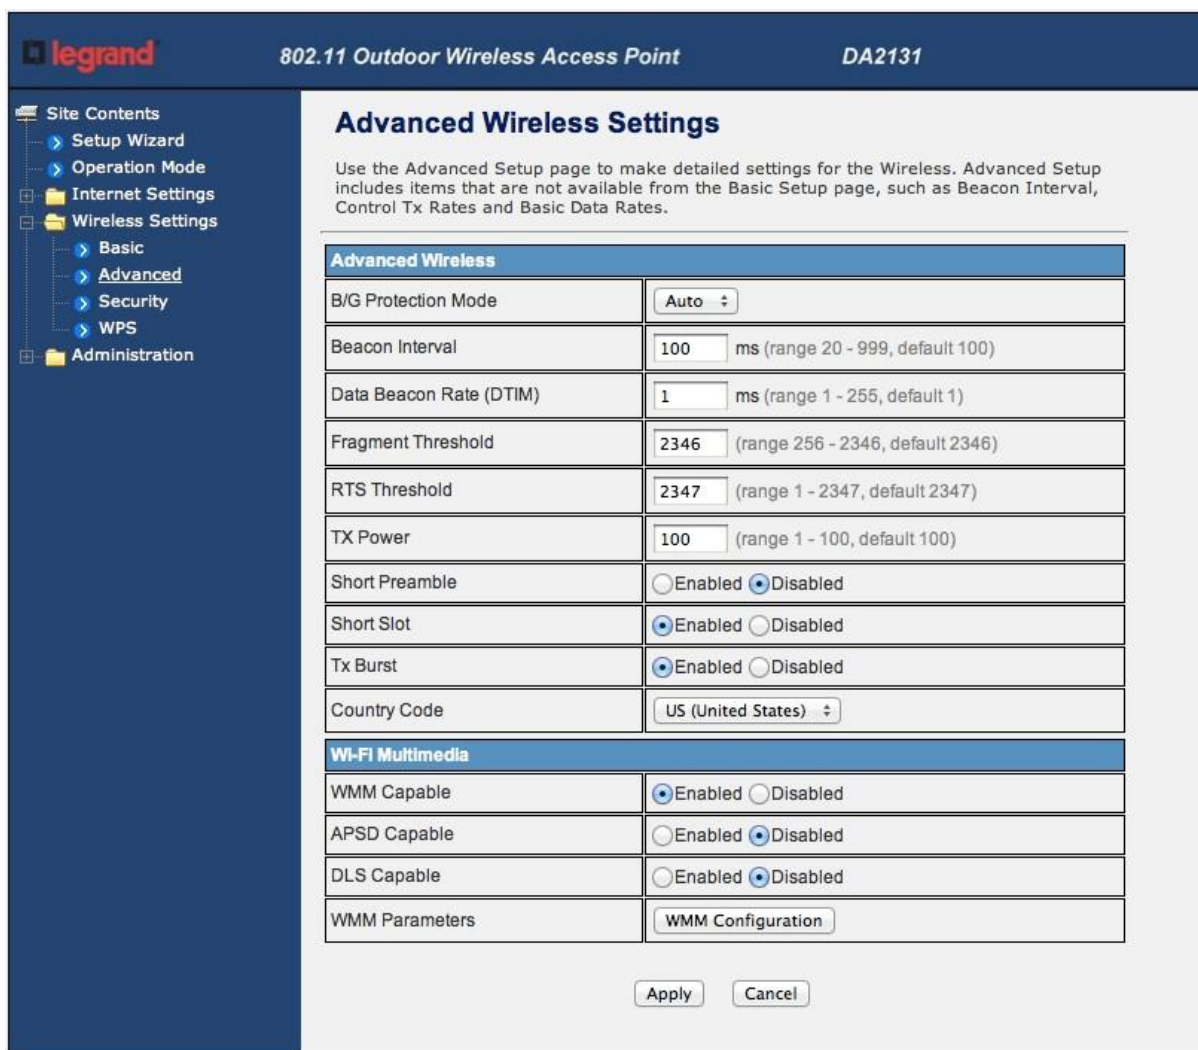 legrand
802.11 Outdoor Wireless Access Point
DA2131
Site Contents
Setup Wizard
Operation Mode
Internet Settings
Wireless Settings
Basic
Advanced
Security
WPS
Administration
Advanced Wireless Settings
Use the Advanced Setup page to make detailed settings for the Wireless. Advanced Setup
includes items that are not available from the Basic Setup page, such as Beacon Interval,
Control Tx Rates and Basic Data Rates.
Advanced Wireless
B/G Protection Mode Auto
Beacon Interval 100 ms (range 20 - 999, default 100)
Data Beacon Rate (DTIM) 1 ms (range 1 - 255, default 1)
Fragment Threshold 2346 (range 256 - 2346, default 2346)
RTS Threshold 2347 (range 1 - 2347, default 2347)
TX Power 100 (range 1 - 100, default 100)
Short Preamble Enabled Disabled
Short Slot Enabled Disabled
Tx Burst Enabled Disabled
Country Code US (United States)
Wi-Fi Multimedia
WMM Capable Enabled Disabled
APSD Capable Enabled Disabled
DLS Capable Enabled Disabled
WMM Parameters WMM Configuration
Apply Cancel